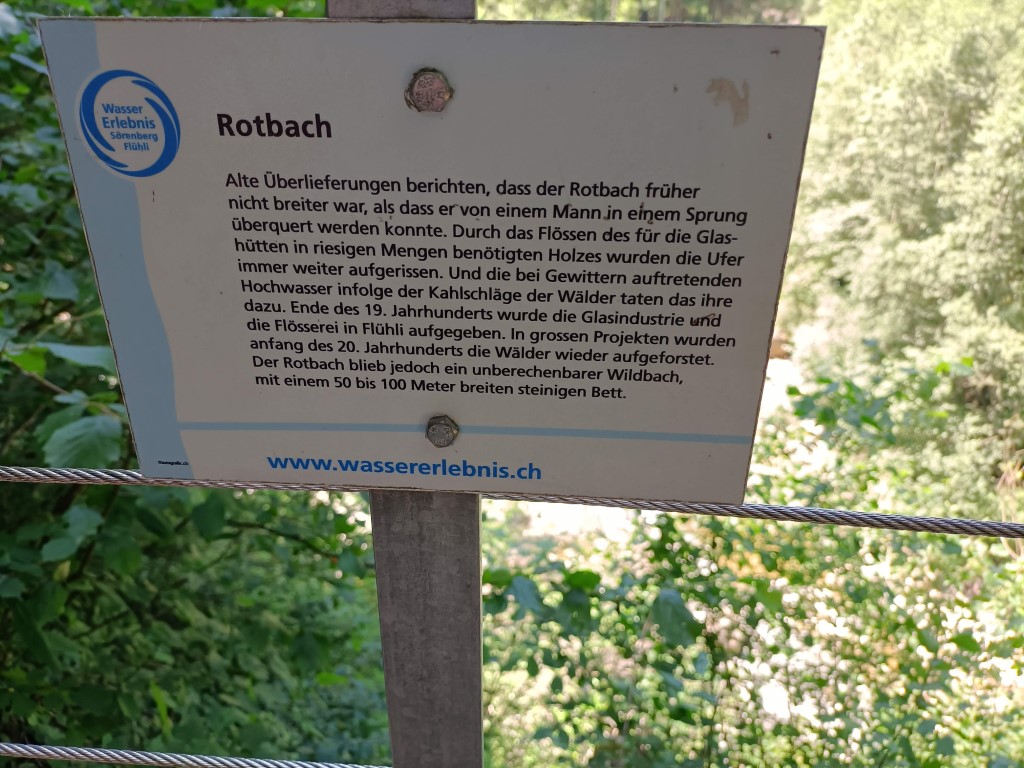 Wasser
Erlebnis
Sörenberg
Flühli
Rotbach
Alte Überlieferungen berichten, dass der Rotbach früher
nicht breiter war, als dass er von einem Mann in einem Sprung
überquert werden konnte. Durch das Flössen des für die Glas-
hütten in riesigen Mengen benötigten Holzes wurden die Ufer
immer weiter aufgerissen. Und die bei Gewittern auftretenden
Hochwasser infolge der Kahlschläge der Wälder taten das ihre
dazu. Ende des 19. Jahrhunderts wurde die Glasindustrie und
die Flösserei in Flühli aufgegeben. In grossen Projekten wurden
anfang des 20. Jahrhunderts die Wälder wieder aufgeforstet.
Der Rotbach blieb jedoch ein unberechenbarer Wildbach,
mit einem 50 bis 100 Meter breiten steinigen Bett.
www.wassererlebnis.ch